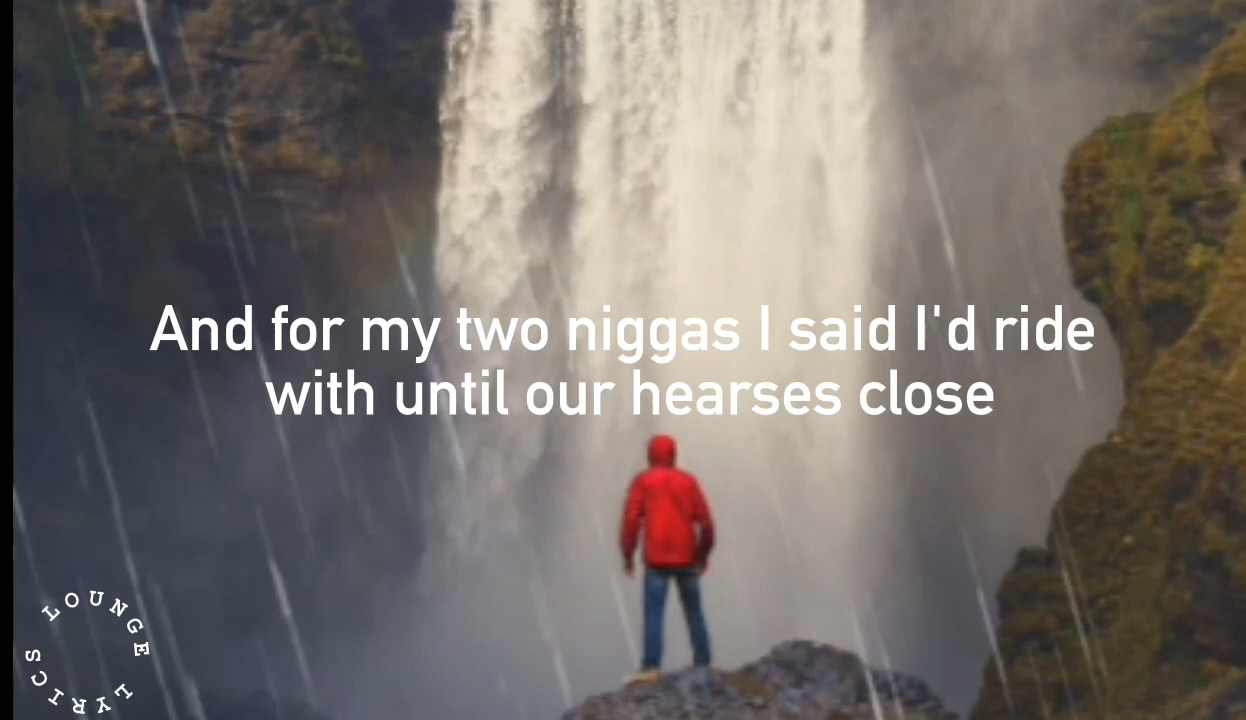 And for my two niggas I said I'd ride
with until our hearses close
LOUNGE
LYRICS